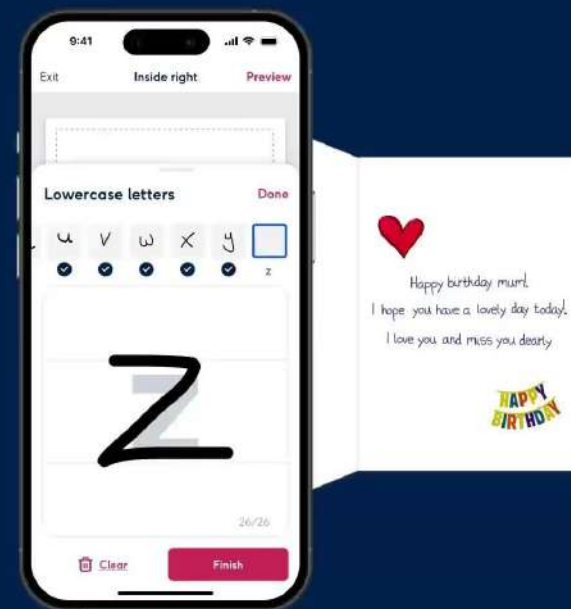 9:41
Exit Inside right Preview
Lowercase letters Done
u v w x y
z
z
26/26
Clear Finish
Happy birthday mum!
I hope you have a lovely day today!
I love you and miss you dearly
HAPPY
BIRTHDAY